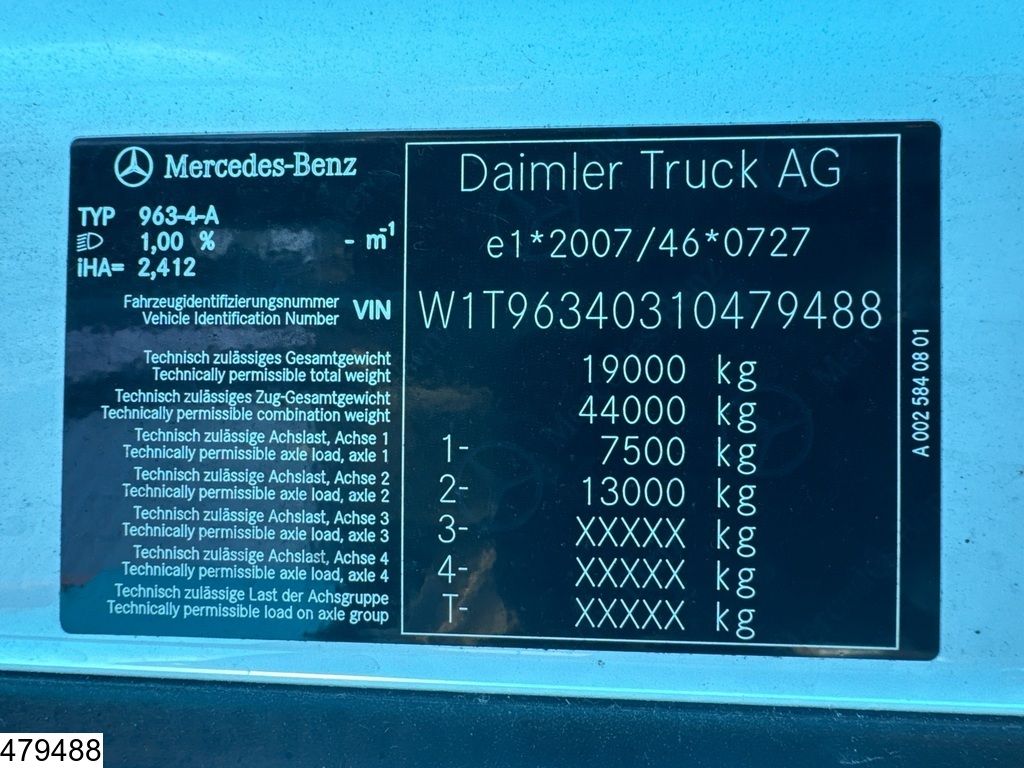 Mercedes-Benz
TYP 963-4-A
1,00 % - m-1
iHA= 2,412
Daimler Truck AG
e1*2007/46*0727
Fahrzeugidentifizierungsnummer
Vehicle Identification Number VIN W1T96340310479488
Technisch zulässiges Gesamtgewicht
Technically permissible total weight 19000 kg
Technisch zulässiges Zug-Gesamtgewicht
Technically permissible combination weight 44000 kg
Technisch zulässige Achslast, Achse 1
Technically permissible axle load, axle 1 1- 7500 kg
Technisch zulässige Achslast, Achse 2
Technically permissible axle load, axle 2 2- 13000 kg
Technisch zulässige Achslast, Achse 3
Technically permissible axle load, axle 3 3- XXXXX kg
Technisch zulässige Achslast, Achse 4
Technically permissible axle load, axle 4 4- XXXXX kg
Technisch zulässige Last der Achsgruppe
Technically permissible load on axle group T- XXXXX kg
A 002 584 08 01
479488